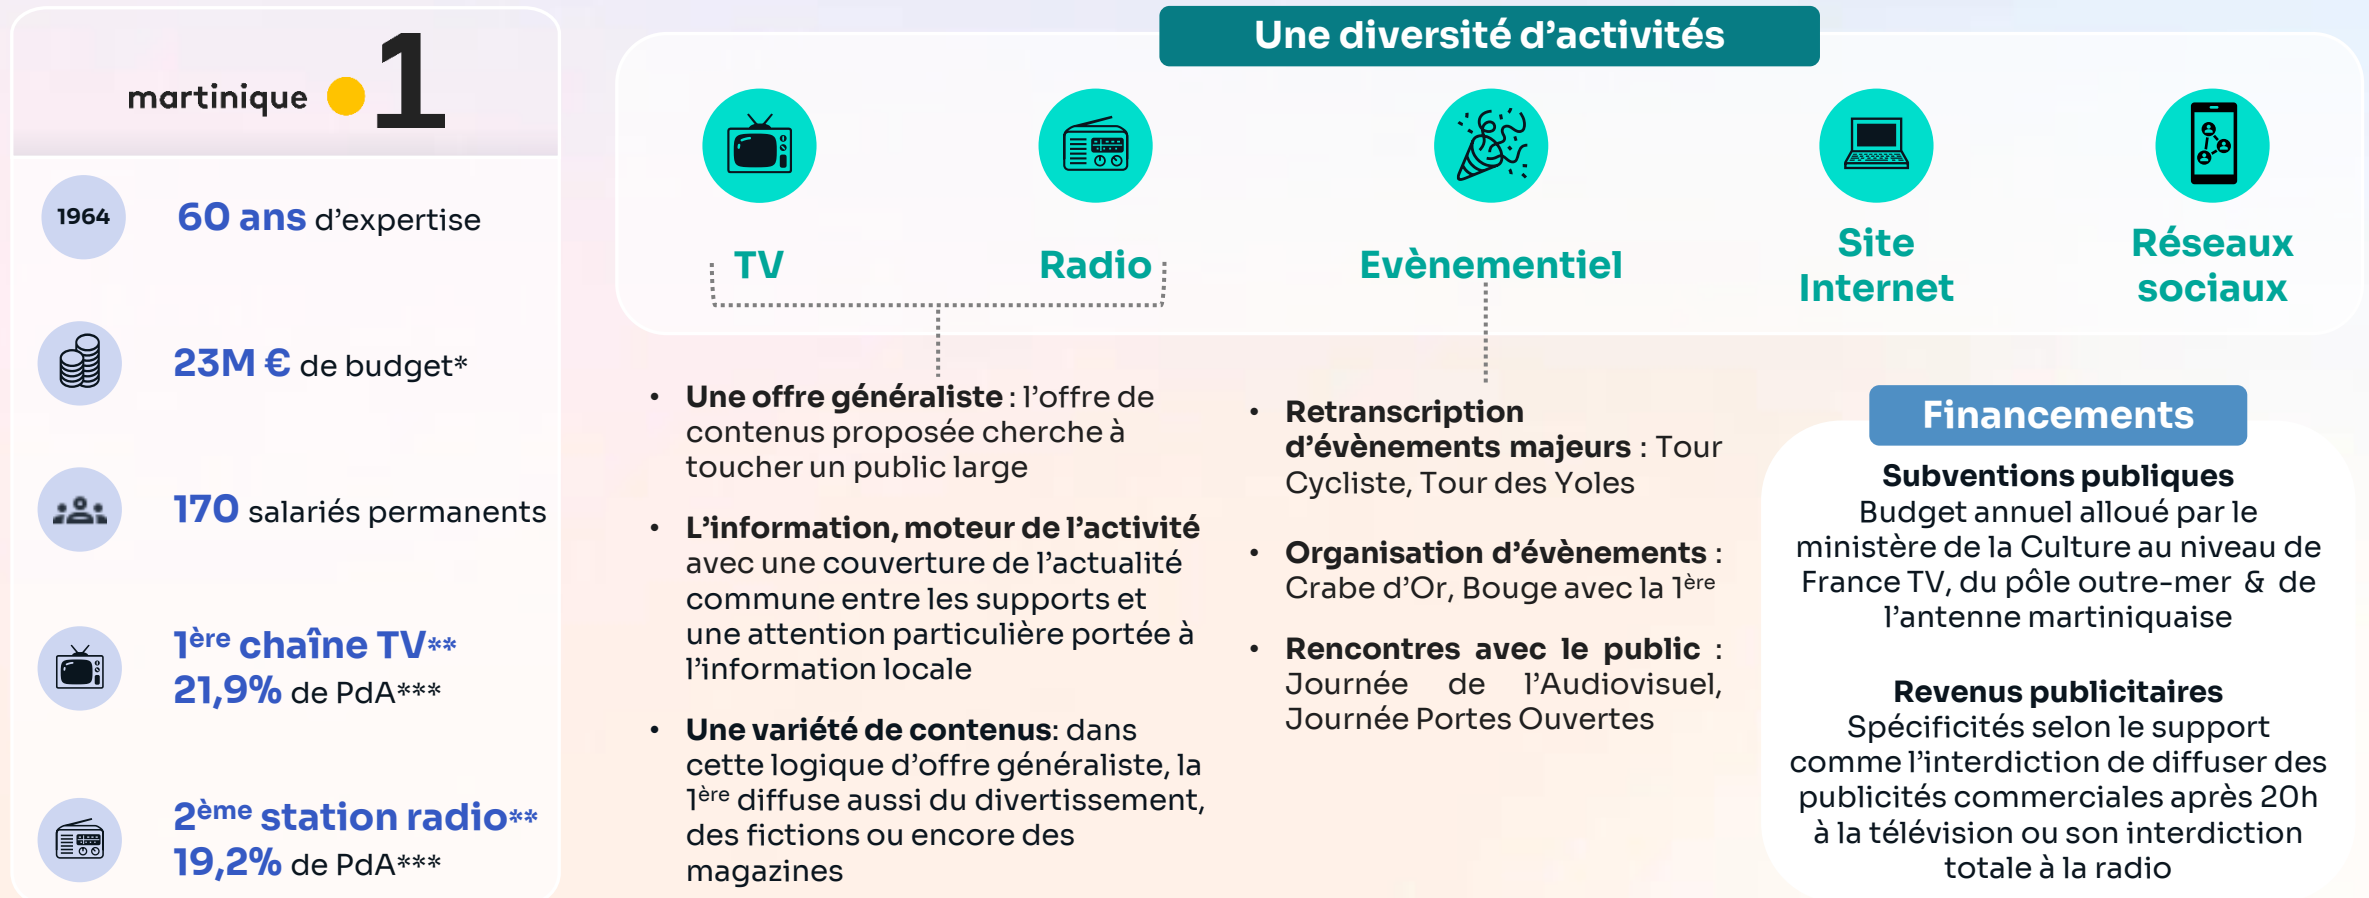 martinique 1
1964
60 ans d'expertise
23M € de budget*
170 salariés permanents
1ère chaîne TV**
21,9% de PdA***
2ème station radio**
19,2% de PdA***
Une diversité d'activités
TV
Radio
Evènementiel
Site
Internet
Réseaux
sociaux
• Une offre généraliste : l'offre de
contenus proposée cherche à
toucher un public large
• L'information, moteur de l'activité
avec une couverture de l'actualité
commune entre les supports et
une attention particulière portée à
l'information locale
• Une variété de contenus: dans
cette logique d'offre généraliste, la
1ère diffuse aussi du divertissement,
des fictions ou encore des
magazines
• Retranscription
d'évènements majeurs : Tour
Cycliste, Tour des Yoles
• Organisation d'évènements :
Crabe d'Or, Bouge avec la 1ère
• Rencontres avec le public :
Journée de l'Audiovisuel,
Journée Portes Ouvertes
Financements
Subventions publiques
Budget annuel alloué par le
ministère de la Culture au niveau de
France TV, du pôle outre-mer & de
l'antenne martiniquaise
Revenus publicitaires
Spécificités selon le support
comme l'interdiction de diffuser des
publicités commerciales après 20h
à la télévision ou son interdiction
totale à la radio